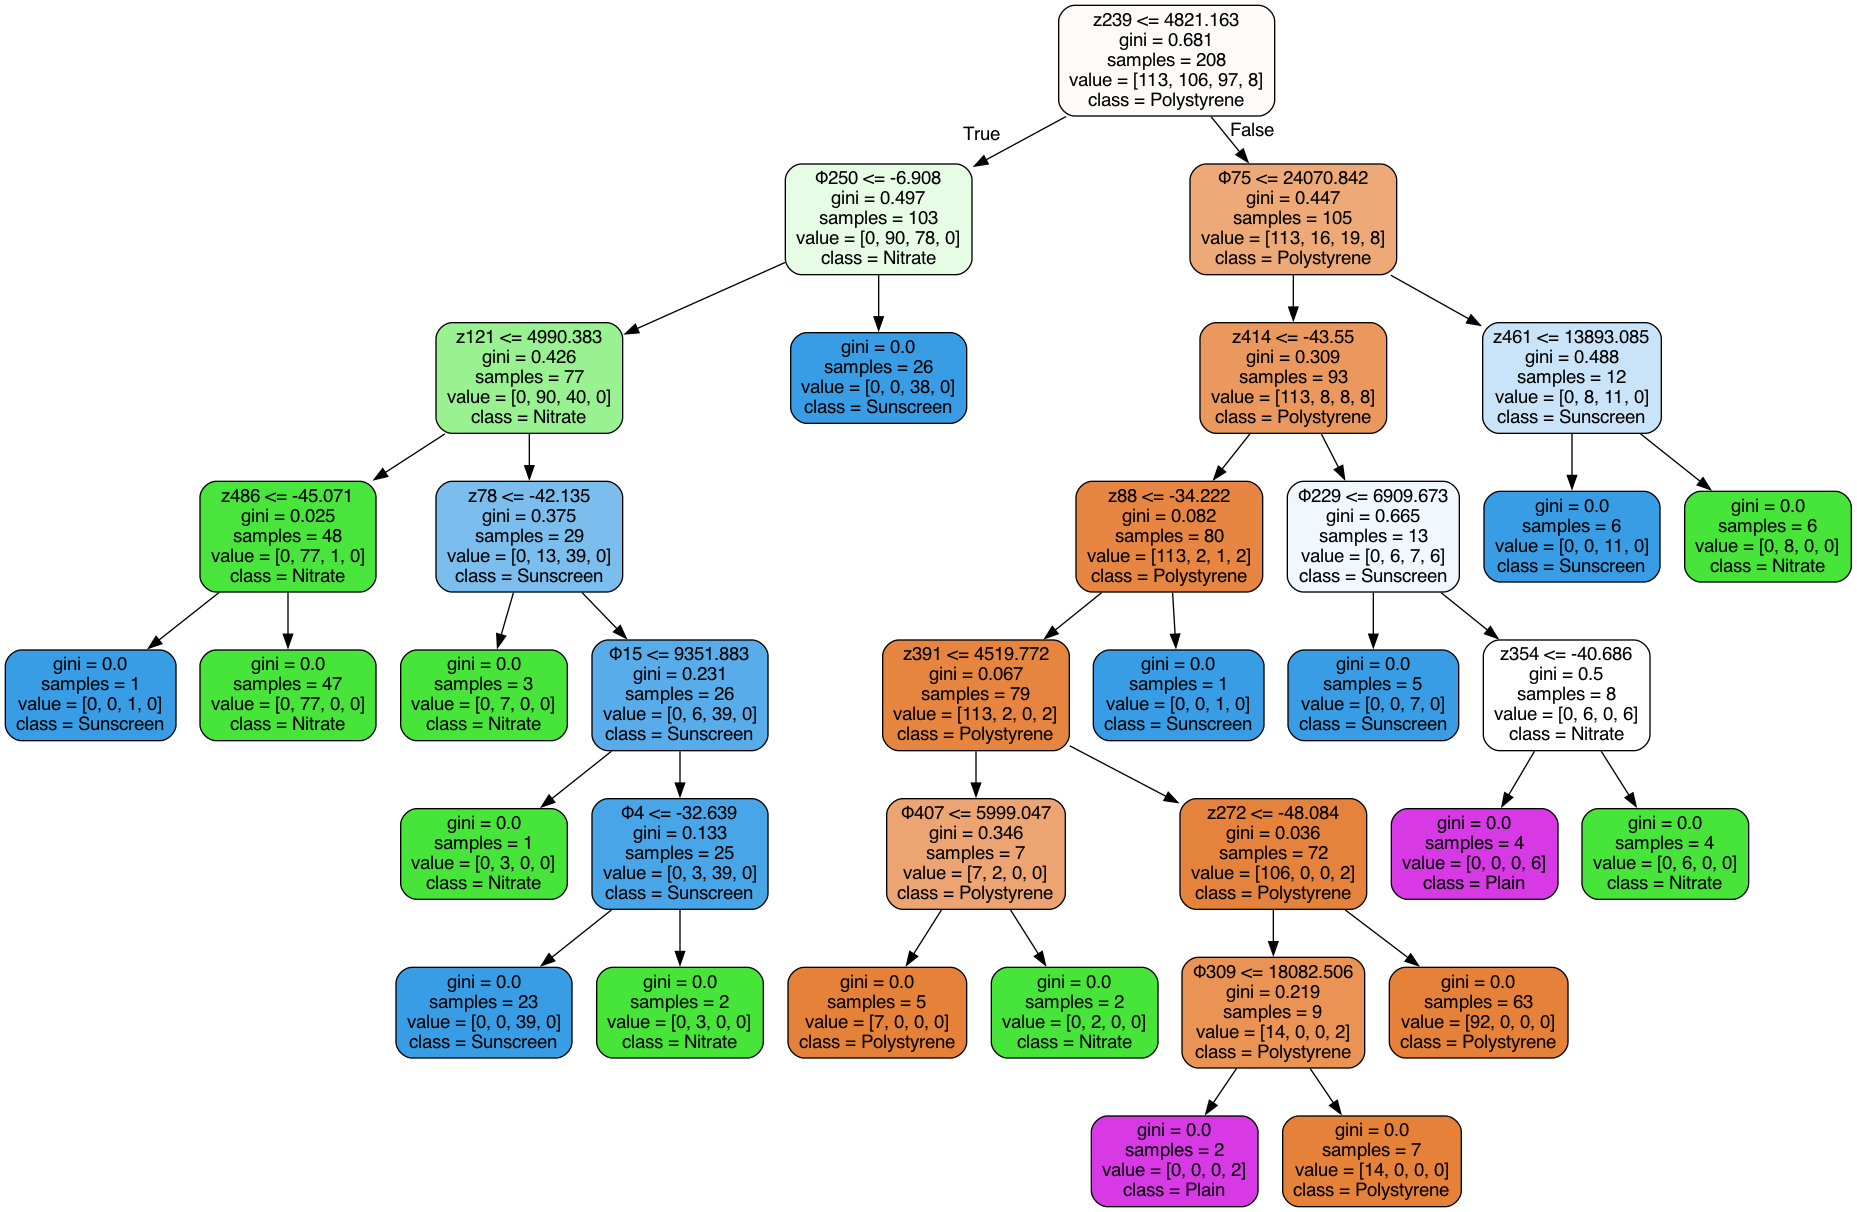 z239 <= 4821.163
gini = 0.681
samples = 208
value = [113, 106, 97, 8]
class = Polystyrene
True
False
Φ250 <= -6.908
gini = 0.497
samples = 103
value = [0, 90, 78, 0]
class = Nitrate
Φ75 <= 24070.842
gini = 0.447
samples = 105
value = [113, 16, 19, 8]
class = Polystyrene
z121 <= 4990.383
gini = 0.426
samples = 77
value = [0, 90, 40, 0]
class = Nitrate
gini = 0.0
samples = 26
value = [0, 0, 38, 0]
class = Sunscreen
z414 <= -43.55
gini = 0.309
samples = 93
value = [113, 8, 8, 8]
class = Polystyrene
z461 <= 13893.085
gini = 0.488
samples = 12
value = [0, 8, 11, 0]
class = Sunscreen
z486 <= -45.071
gini = 0.025
samples = 48
value = [0, 77, 1, 0]
class = Nitrate
z78 <= -42.135
gini = 0.375
samples = 29
value = [0, 13, 39, 0]
class = Sunscreen
z88 <= -34.222
gini = 0.082
samples = 80
value = [113, 2, 1, 2]
class = Polystyrene
Φ229 <= 6909.673
gini = 0.665
samples = 13
value = [0, 6, 7, 6]
class = Sunscreen
gini = 0.0
samples = 6
value = [0, 0, 11, 0]
class = Sunscreen
gini = 0.0
samples = 6
value = [0, 8, 0, 0]
class = Nitrate
gini = 0.0
samples = 1
value = [0, 0, 1, 0]
class = Sunscreen
gini = 0.0
samples = 47
value = [0, 77, 0, 0]
class = Nitrate
gini = 0.0
samples = 3
value = [0, 7, 0, 0]
class = Nitrate
Φ15 <= 9351.883
gini = 0.231
samples = 26
value = [0, 6, 39, 0]
class = Sunscreen
z391 <= 4519.772
gini = 0.067
samples = 79
value = [113, 2, 0, 2]
class = Polystyrene
gini = 0.0
samples = 1
value = [0, 0, 1, 0]
class = Sunscreen
gini = 0.0
samples = 5
value = [0, 0, 7, 0]
class = Sunscreen
z354 <= -40.686
gini = 0.5
samples = 8
value = [0, 6, 0, 6]
class = Nitrate
gini = 0.0
samples = 1
value = [0, 3, 0, 0]
class = Nitrate
Φ4 <= -32.639
gini = 0.133
samples = 25
value = [0, 3, 39, 0]
class = Sunscreen
Φ407 <= 5999.047
gini = 0.346
samples = 7
value = [7, 2, 0, 0]
class = Polystyrene
z272 <= -48.084
gini = 0.036
samples = 72
value = [106, 0, 0, 2]
class = Polystyrene
gini = 0.0
samples = 4
value = [0, 0, 0, 6]
class = Plain
gini = 0.0
samples = 4
value = [0, 6, 0, 0]
class = Nitrate
gini = 0.0
samples = 23
value = [0, 0, 39, 0]
class = Sunscreen
gini = 0.0
samples = 2
value = [0, 3, 0, 0]
class = Nitrate
gini = 0.0
samples = 5
value = [7, 0, 0, 0]
class = Polystyrene
gini = 0.0
samples = 2
value = [0, 2, 0, 0]
class = Nitrate
Φ309 <= 18082.506
gini = 0.219
samples = 9
value = [14, 0, 0, 2]
class = Polystyrene
gini = 0.0
samples = 63
value = [92, 0, 0, 0]
class = Polystyrene
gini = 0.0
samples = 2
value = [0, 0, 0, 2]
class = Plain
gini = 0.0
samples = 7
value = [14, 0, 0, 0]
class = Polystyrene